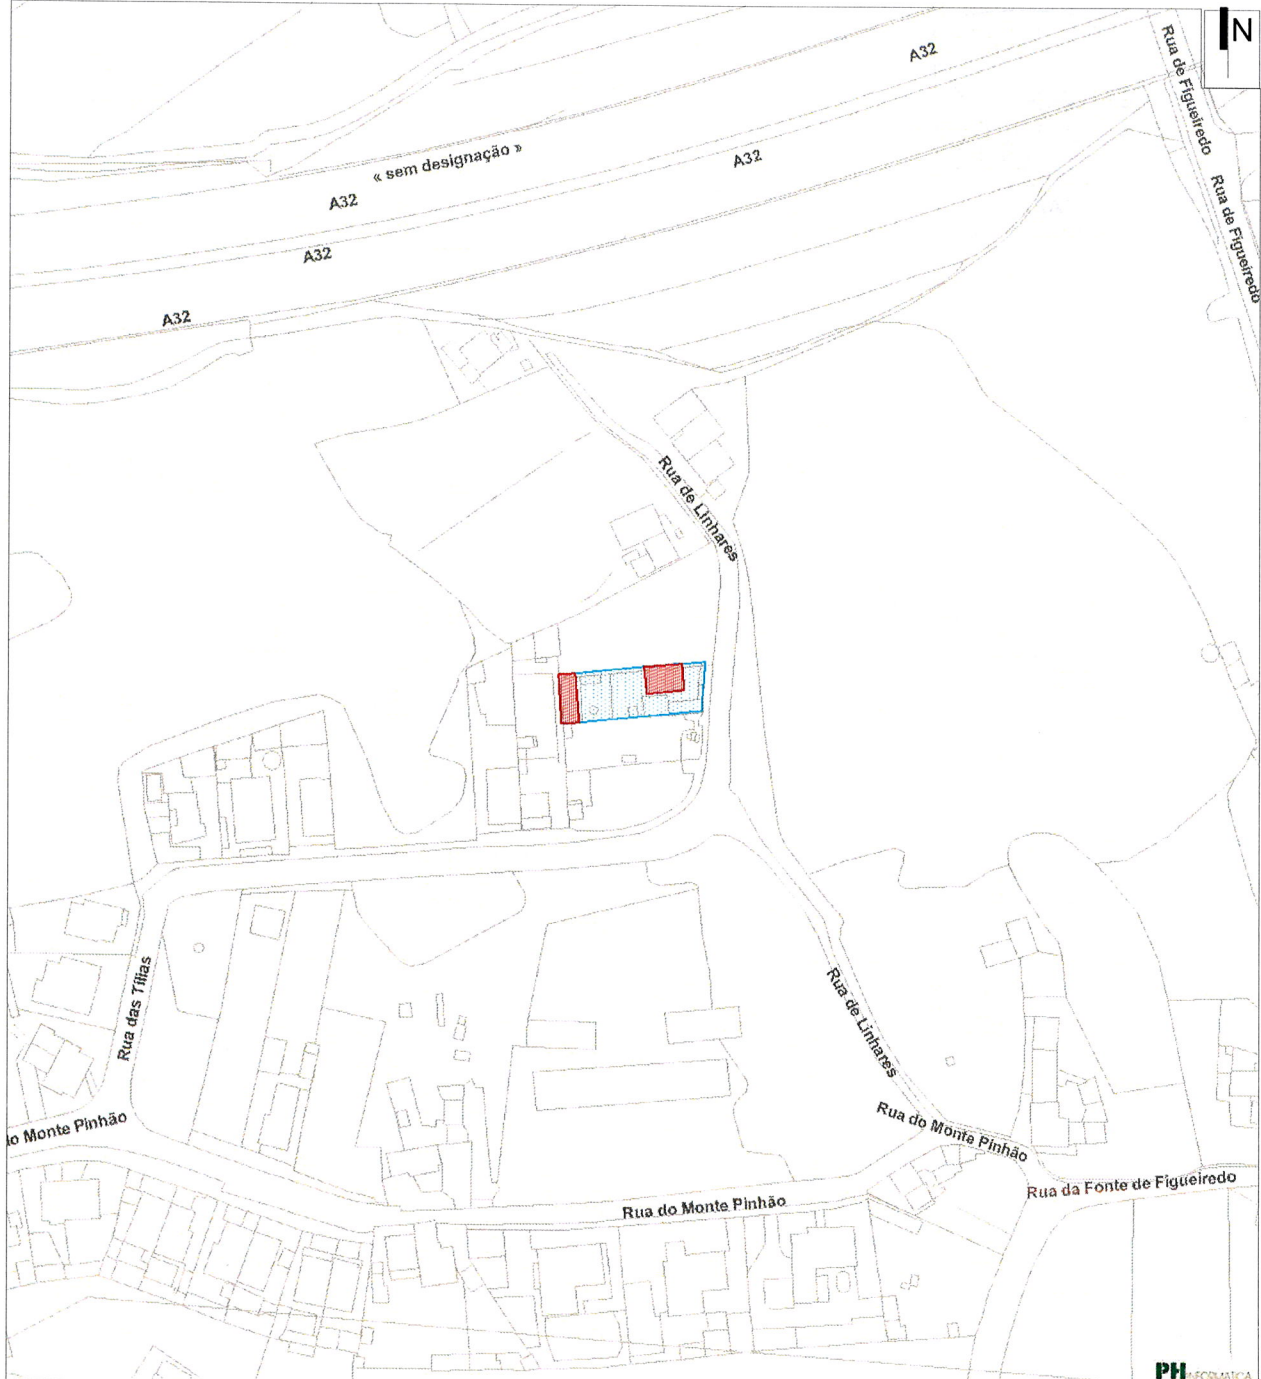 N
A32
Rua de Figueiredo
« sem designação »
A32
A32
Rua de Figueiredo
A32
A32
Rua de Linhares
Rua das Tílias
Rua de Linhares
lo Monte Pinhão
Rua do Monte Pinhão
Rua da Fonte de Figueiredo
Rua do Monte Pinhão
PH INFORMATICA